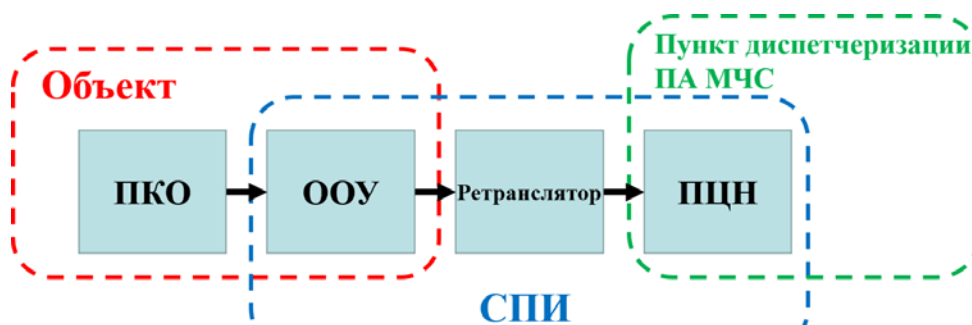 Пункт диспетчеризации
ПА МЧС
Объект
ПКО
ООУ
Ретранслятор
ПЦН
СПИ